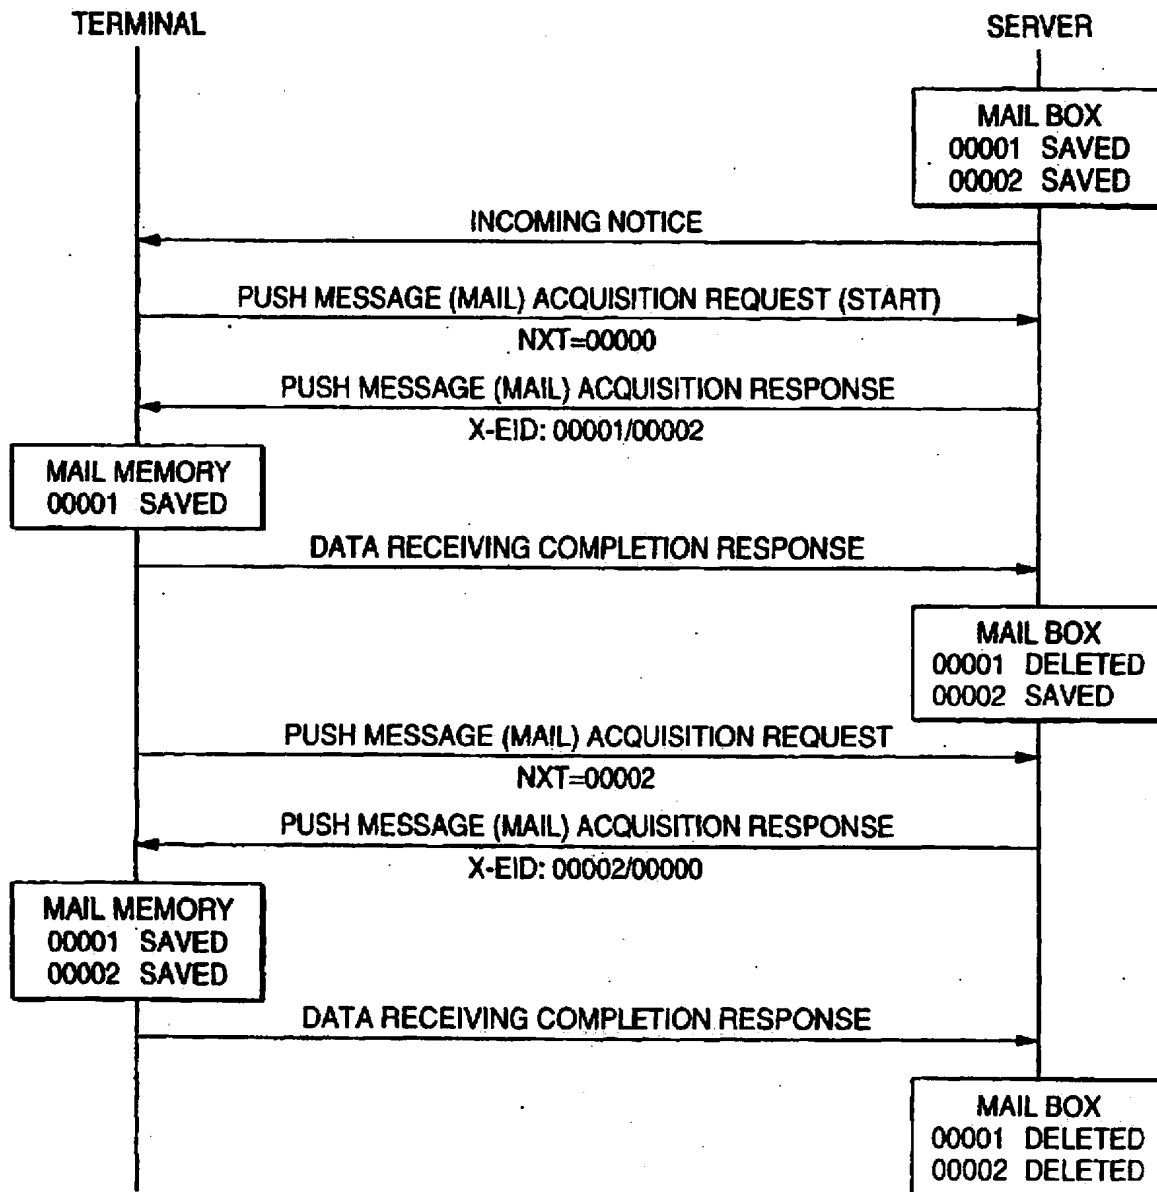 TERMINAL
SERVER
MAIL BOX
00001 SAVED
00002 SAVED
INCOMING NOTICE
PUSH MESSAGE (MAIL) ACQUISITION REQUEST (START)
NXT=00000
PUSH MESSAGE (MAIL) ACQUISITION RESPONSE
X-EID: 00001/00002
MAIL MEMORY
00001 SAVED
DATA RECEIVING COMPLETION RESPONSE
MAIL BOX
00001 DELETED
00002 SAVED
PUSH MESSAGE (MAIL) ACQUISITION REQUEST
NXT=00002
PUSH MESSAGE (MAIL) ACQUISITION RESPONSE
X-EID: 00002/00000
MAIL MEMORY
00001 SAVED
00002 SAVED
DATA RECEIVING COMPLETION RESPONSE
MAIL BOX
00001 DELETED
00002 DELETED